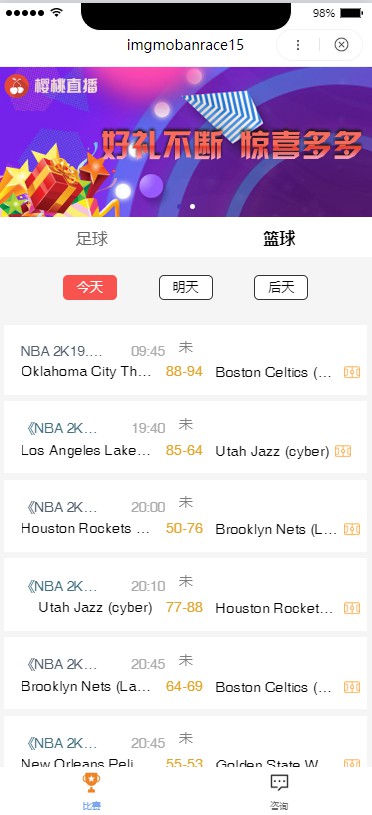 98%
imgmobanrace15
樱桃直播
好礼不断 惊喜多多
足球 篮球
今天 明天 后天
NBA 2K19.... 09:45 未
Oklahoma City Th... 88-94 Boston Celtics (...
《NBA 2K... 19:40 未
Los Angeles Lake... 85-64 Utah Jazz (cyber)
《NBA 2K... 20:00 未
Houston Rockets ... 50-76 Brooklyn Nets (L...
《NBA 2K... 20:10 未
Utah Jazz (cyber) 77-88 Houston Rocket...
《NBA 2K... 20:45 未
Brooklyn Nets (La... 64-69 Boston Celtics (...
《NBA 2K... 20:45 未
New Orleans Peli... 55-53 Golden State W...
比赛 咨询